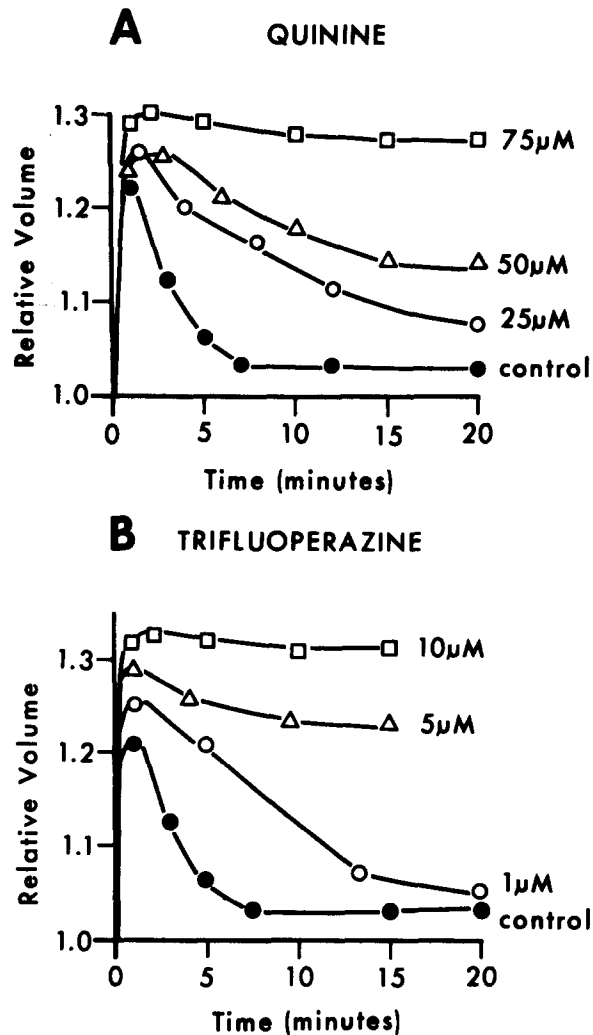 A QUININE
1.3
1.2
1.1
1.0
Relative Volume
75µM
50µM
25µM
control
0 5 10 15 20
Time (minutes)
B TRIFLUOPERAZINE
1.3
1.2
1.1
1.0
Relative Volume
10µM
5µM
1µM
control
0 5 10 15 20
Time (minutes)